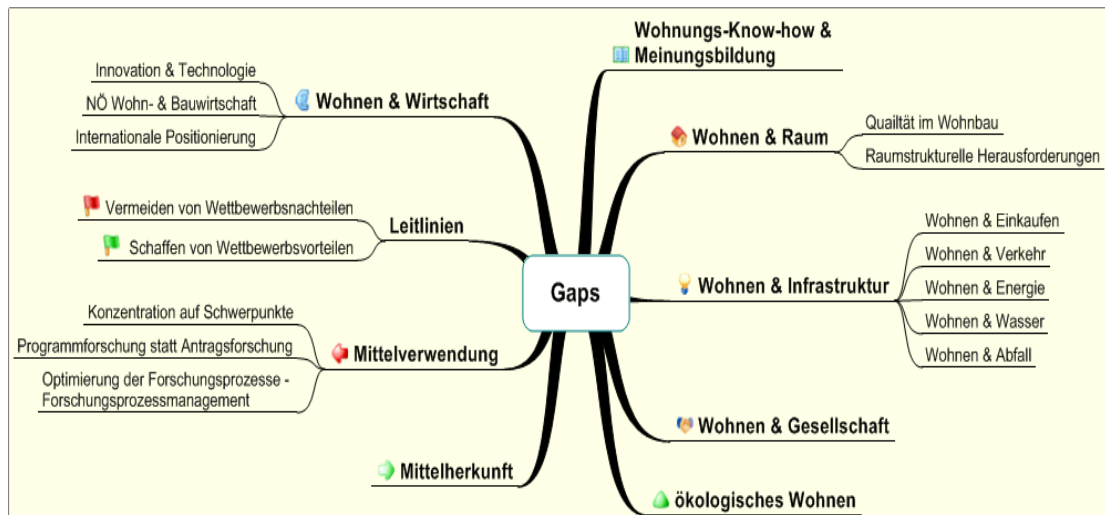 Gaps
Wohnungs-Know-how &
Meinungsbildung
Wohnen & Raum
Quailtät im Wohnbau
Raumstrukturelle Herausforderungen
Wohnen & Infrastruktur
Wohnen & Einkaufen
Wohnen & Verkehr
Wohnen & Energie
Wohnen & Wasser
Wohnen & Abfall
Wohnen & Gesellschaft
ökologisches Wohnen
Mittelherkunft
Mittelverwendung
Konzentration auf Schwerpunkte
Programmforschung statt Antragsforschung
Optimierung der Forschungsprozesse -
Forschungsprozessmanagement
Leitlinien
Vermeiden von Wettbewerbsnachteilen
Schaffen von Wettbewerbsvorteilen
Wohnen & Wirtschaft
Innovation & Technologie
NÖ Wohn- & Bauwirtschaft
Internationale Positionierung